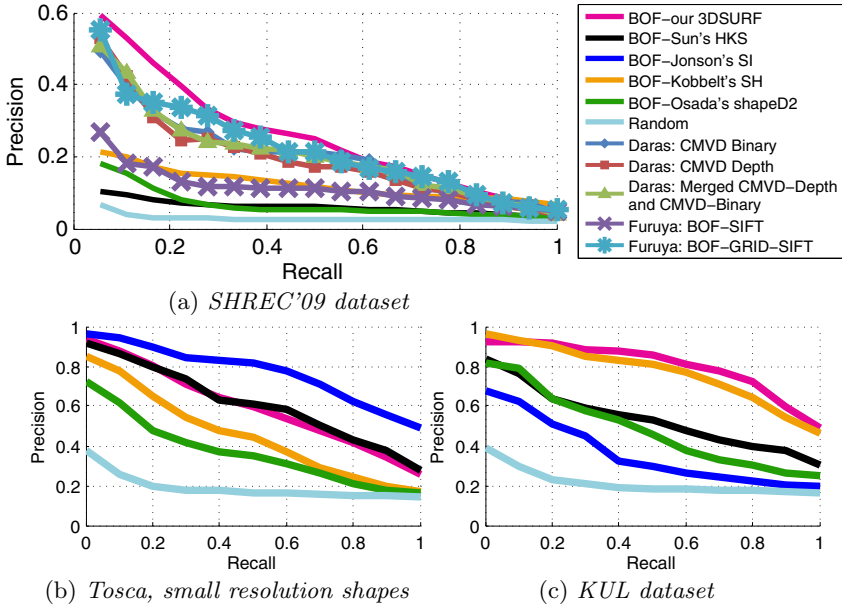 0.6
0.4
0.2
0
Precision
0
0.2
0.4
0.6
0.8
1
Recall
BOF−our 3DSURF
BOF−Sun's HKS
BOF−Jonson's SI
BOF−Kobbelt's SH
BOF−Osada's shapeD2
Random
Daras: CMVD Binary
Daras: CMVD Depth
Daras: Merged CMVD−Depth
and CMVD−Binary
Furuya: BOF−SIFT
Furuya: BOF−GRID−SIFT
(a) SHREC'09 dataset
1
0.8
0.6
0.4
0.2
0
Precision
0
0.2
0.4
0.6
0.8
1
Recall
(b) Tosca, small resolution shapes
1
0.8
0.6
0.4
0.2
0
Precision
0
0.2
0.4
0.6
0.8
1
Recall
(c) KUL dataset